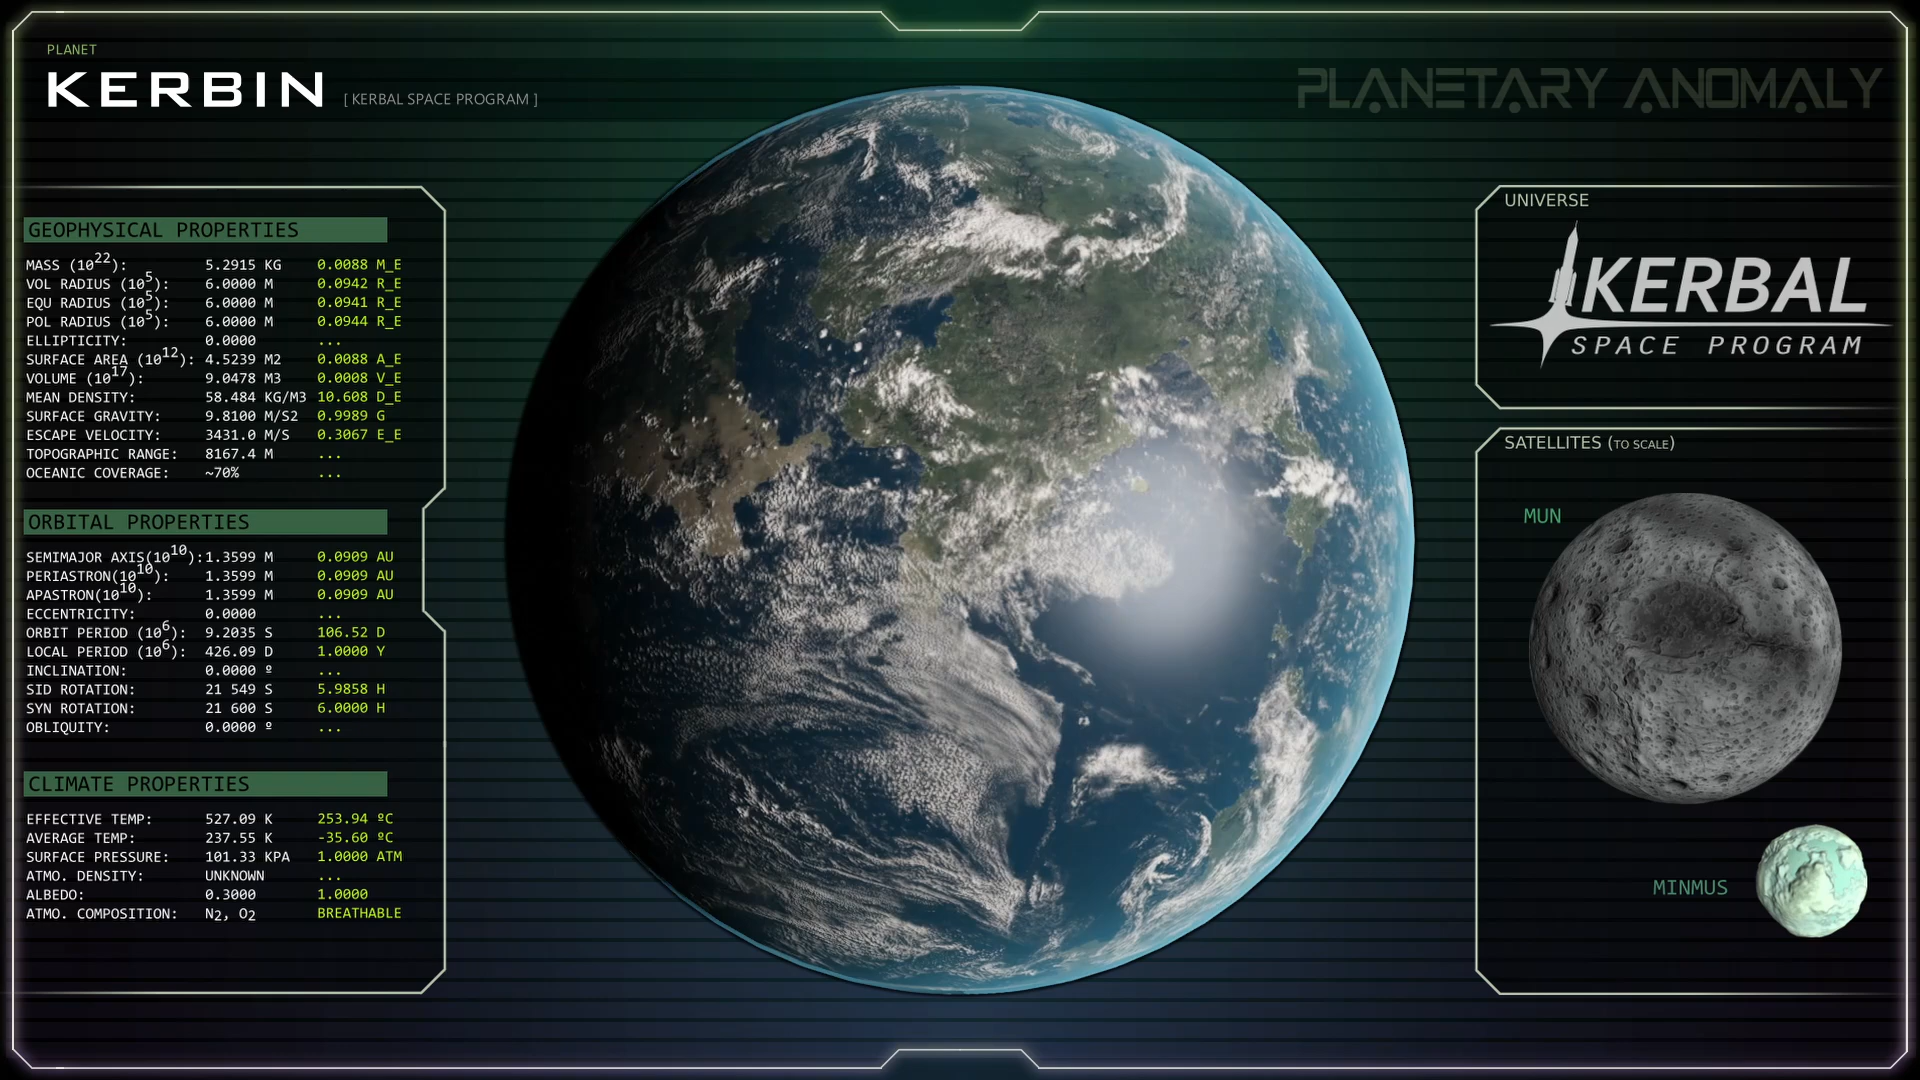 PLANET
KERBIN [ KERBAL SPACE PROGRAM ]
PLANETARY ANOMALY
GEOPHYSICAL PROPERTIES
MASS (10²²): 5.2915 KG 0.0088 M_E
VOL RADIUS (10⁵): 6.0000 M 0.0942 R_E
EQU RADIUS (10⁵): 6.0000 M 0.0941 R_E
POL RADIUS (10⁵): 6.0000 M 0.0944 R_E
ELLIPTICITY: 0.0000 ...
SURFACE AREA (10¹²): 4.5239 M2 0.0088 A_E
VOLUME (10¹⁷): 9.0478 M3 0.0008 V_E
MEAN DENSITY: 58.484 KG/M3 10.608 D_E
SURFACE GRAVITY: 9.8100 M/S2 0.9989 G
ESCAPE VELOCITY: 3431.0 M/S 0.3067 E_E
TOPOGRAPHIC RANGE: 8167.4 M ...
OCEANIC COVERAGE: ~70% ...
ORBITAL PROPERTIES
SEMIMAJOR AXIS(10¹⁰):1.3599 M 0.0909 AU
PERIASTRON(10¹⁰): 1.3599 M 0.0909 AU
APASTRON(10¹⁰): 1.3599 M 0.0909 AU
ECCENTRICITY: 0.0000 ...
ORBIT PERIOD (10⁶): 9.2035 S 106.52 D
LOCAL PERIOD (10⁶): 426.09 D 1.0000 Y
INCLINATION: 0.0000 º ...
SID ROTATION: 21 549 S 5.9858 H
SYN ROTATION: 21 600 S 6.0000 H
OBLIQUITY: 0.0000 º ...
CLIMATE PROPERTIES
EFFECTIVE TEMP: 527.09 K 253.94 ºC
AVERAGE TEMP: 237.55 K -35.60 ºC
SURFACE PRESSURE: 101.33 KPA 1.0000 ATM
ATMO. DENSITY: UNKNOWN ...
ALBEDO: 0.3000 1.0000
ATMO. COMPOSITION: N₂, O₂ BREATHABLE
UNIVERSE
KERBAL
SPACE PROGRAM
SATELLITES (TO SCALE)
MUN
MINMUS